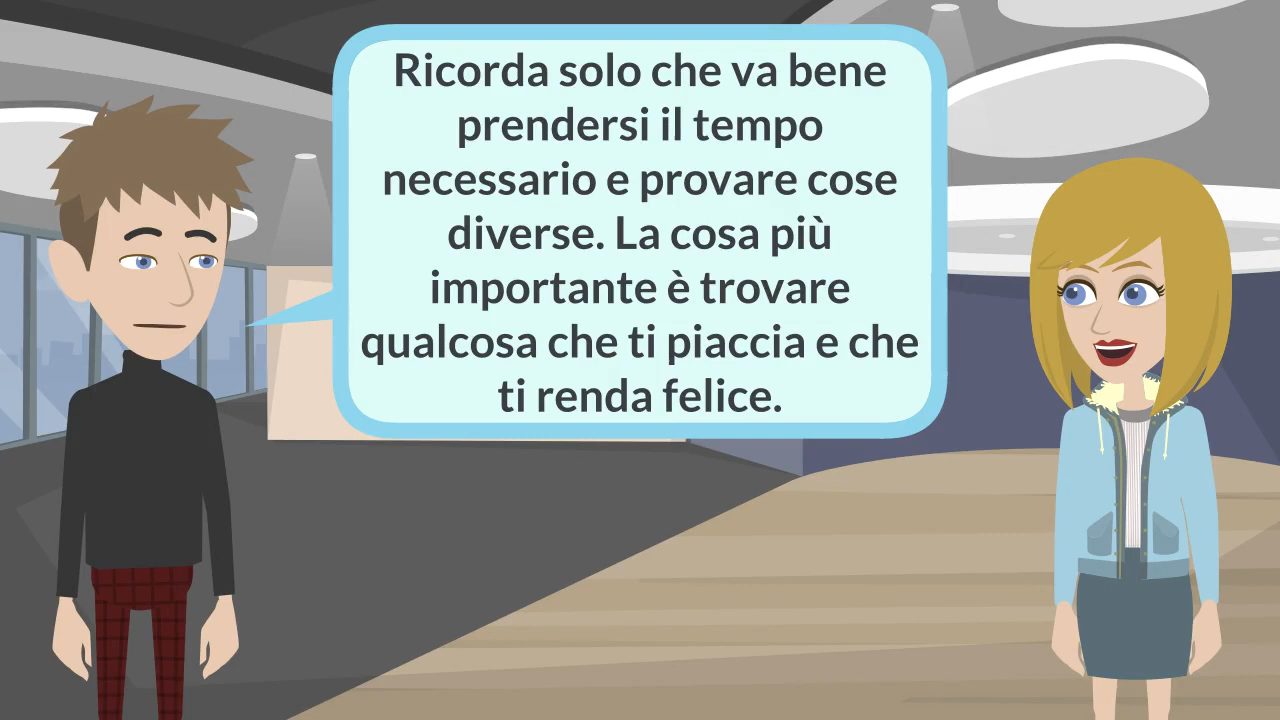 Ricorda solo che va bene
prendersi il tempo
necessario e provare cose
diverse. La cosa più
importante è trovare
qualcosa che ti piaccia e che
ti renda felice.